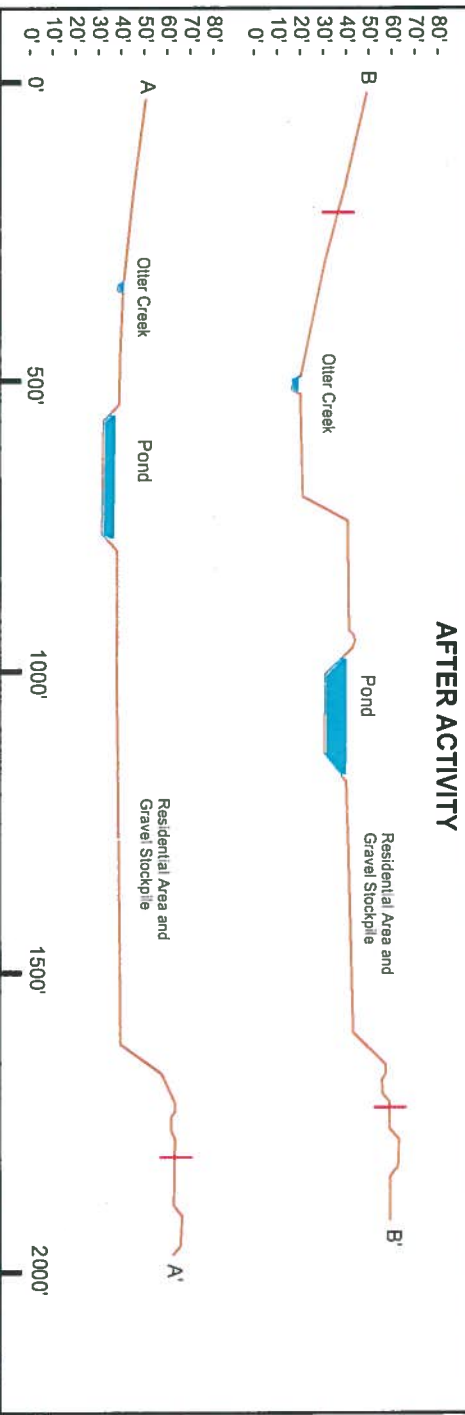 AFTER ACTIVITY
80'
70'
60'
50'
40'
30'
20'
10'
0'
B
Otter Creek
Pond
Residential Area and
Gravel Stockpile
B'
80'
70'
60'
50'
40'
30'
20'
10'
0'
A
Otter Creek
Pond
Residential Area and
Gravel Stockpile
A'
0'
500'
1000'
1500'
2000'